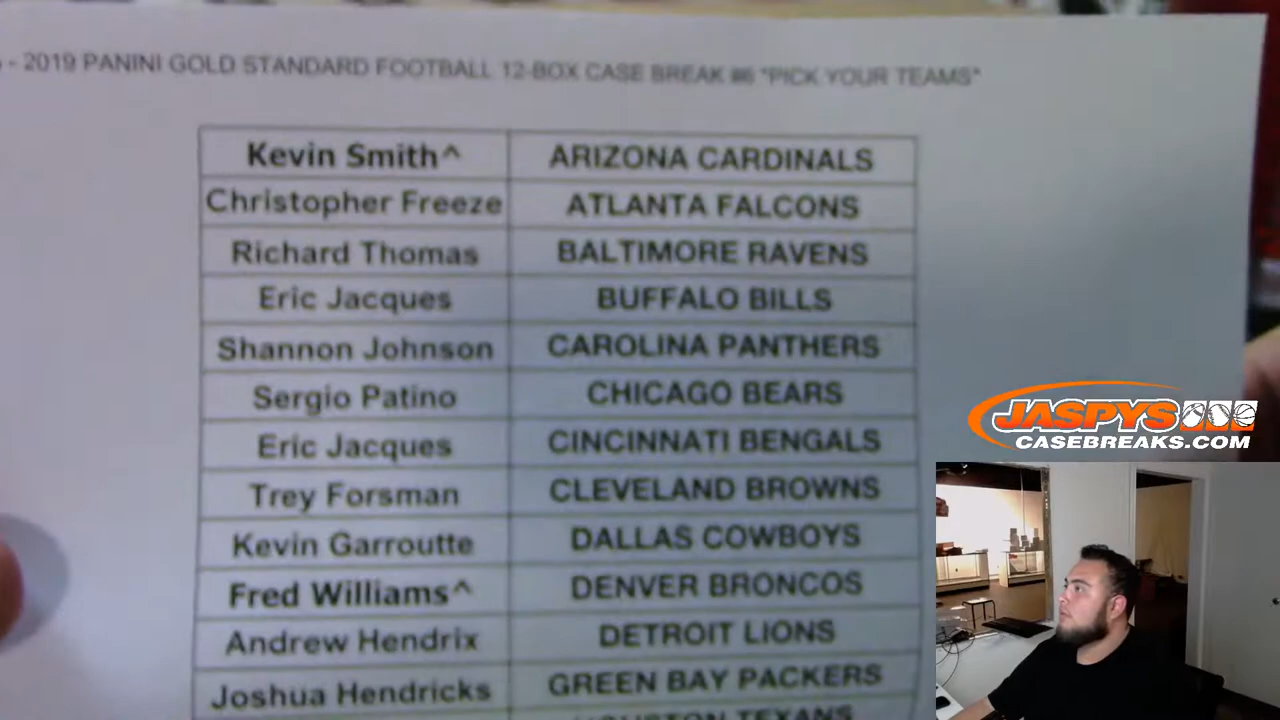 - 2019 PANINI GOLD STANDARD FOOTBALL 12-BOX CASE BREAK #6 "PICK YOUR TEAMS"
Kevin Smith^ ARIZONA CARDINALS
Christopher Freeze ATLANTA FALCONS
Richard Thomas BALTIMORE RAVENS
Eric Jacques BUFFALO BILLS
Shannon Johnson CAROLINA PANTHERS
Sergio Patino CHICAGO BEARS
Eric Jacques CINCINNATI BENGALS
Trey Forsman CLEVELAND BROWNS
Kevin Garroutte DALLAS COWBOYS
Fred Williams^ DENVER BRONCOS
Andrew Hendrix DETROIT LIONS
Joshua Hendricks GREEN BAY PACKERS
HOUSTON TEXANS
JASPYS
CASEBREAKS.COM